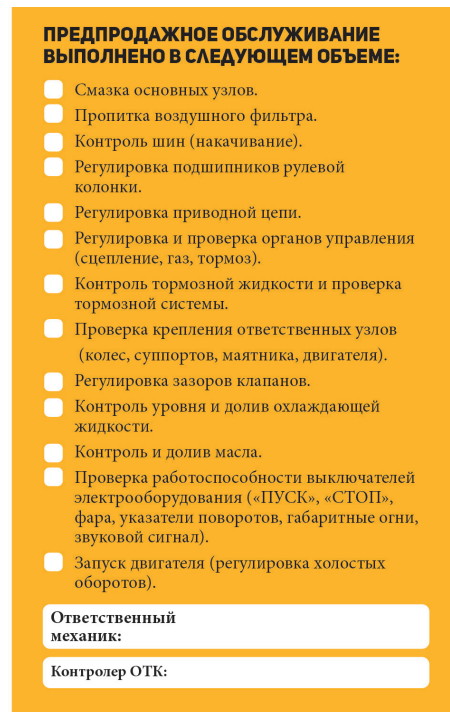 ПРЕДПРОДАЖНОЕ ОБСЛУЖИВАНИЕ
ВЫПОЛНЕНО В СЛЕДУЮЩЕМ ОБЪЕМЕ:
Смазка основных узлов.
Пропитка воздушного фильтра.
Контроль шин (накачивание).
Регулировка подшипников рулевой
колонки.
Регулировка приводной цепи.
Регулировка и проверка органов управления
(сцепление, газ, тормоз).
Контроль тормозной жидкости и проверка
тормозной системы.
Проверка крепления ответственных узлов
(колес, суппортов, маятника, двигателя).
Регулировка зазоров клапанов.
Контроль уровня и долив охлаждающей
жидкости.
Контроль и долив масла.
Проверка работоспособности выключателей
электрооборудования («ПУСК», «СТОП»,
фара, указатели поворотов, габаритные огни,
звуковой сигнал).
Запуск двигателя (регулировка холостых
оборотов).
Ответственный
механик:
Контролер ОТК: